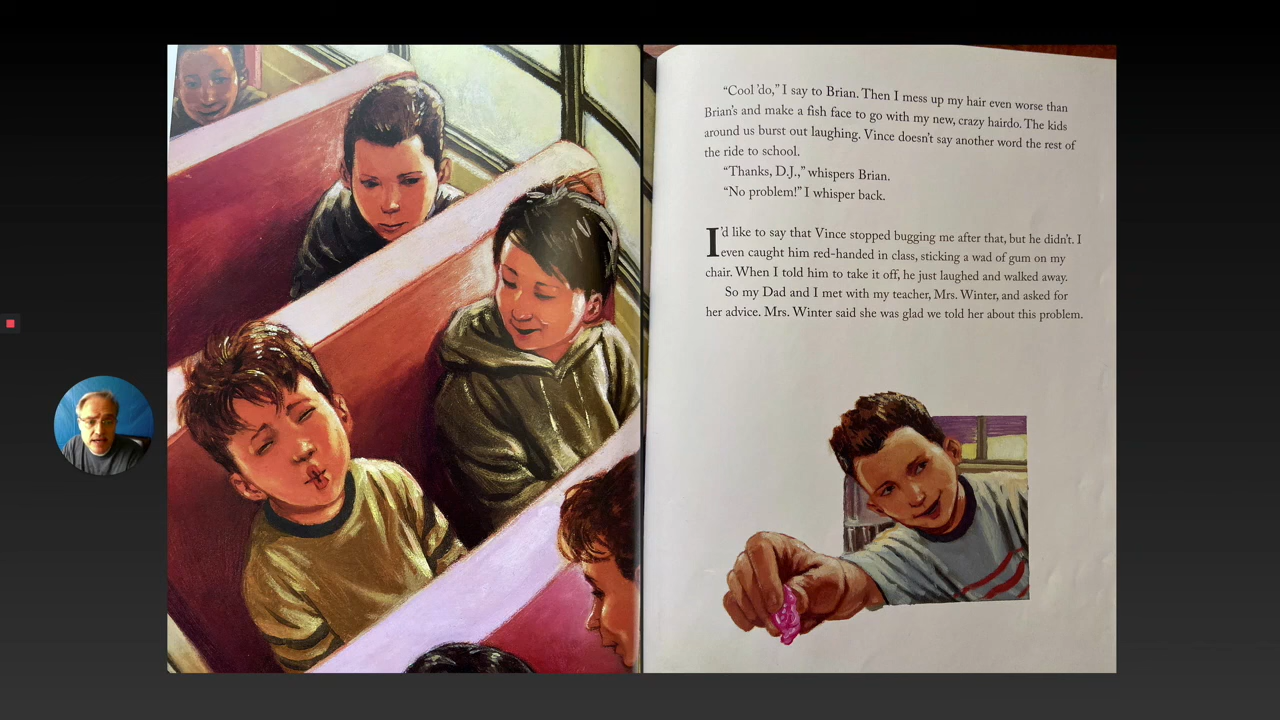 “Cool ’do,” I say to Brian. Then I mess up my hair even worse than
Brian’s and make a fish face to go with my new, crazy hairdo. The kids
around us burst out laughing. Vince doesn’t say another word the rest of
the ride to school.
“Thanks, D.J.,” whispers Brian.
“No problem!” I whisper back.
I’d like to say that Vince stopped bugging me after that, but he didn’t. I
even caught him red-handed in class, sticking a wad of gum on my
chair. When I told him to take it off, he just laughed and walked away.
So my Dad and I met with my teacher, Mrs. Winter, and asked for
her advice. Mrs. Winter said she was glad we told her about this problem.